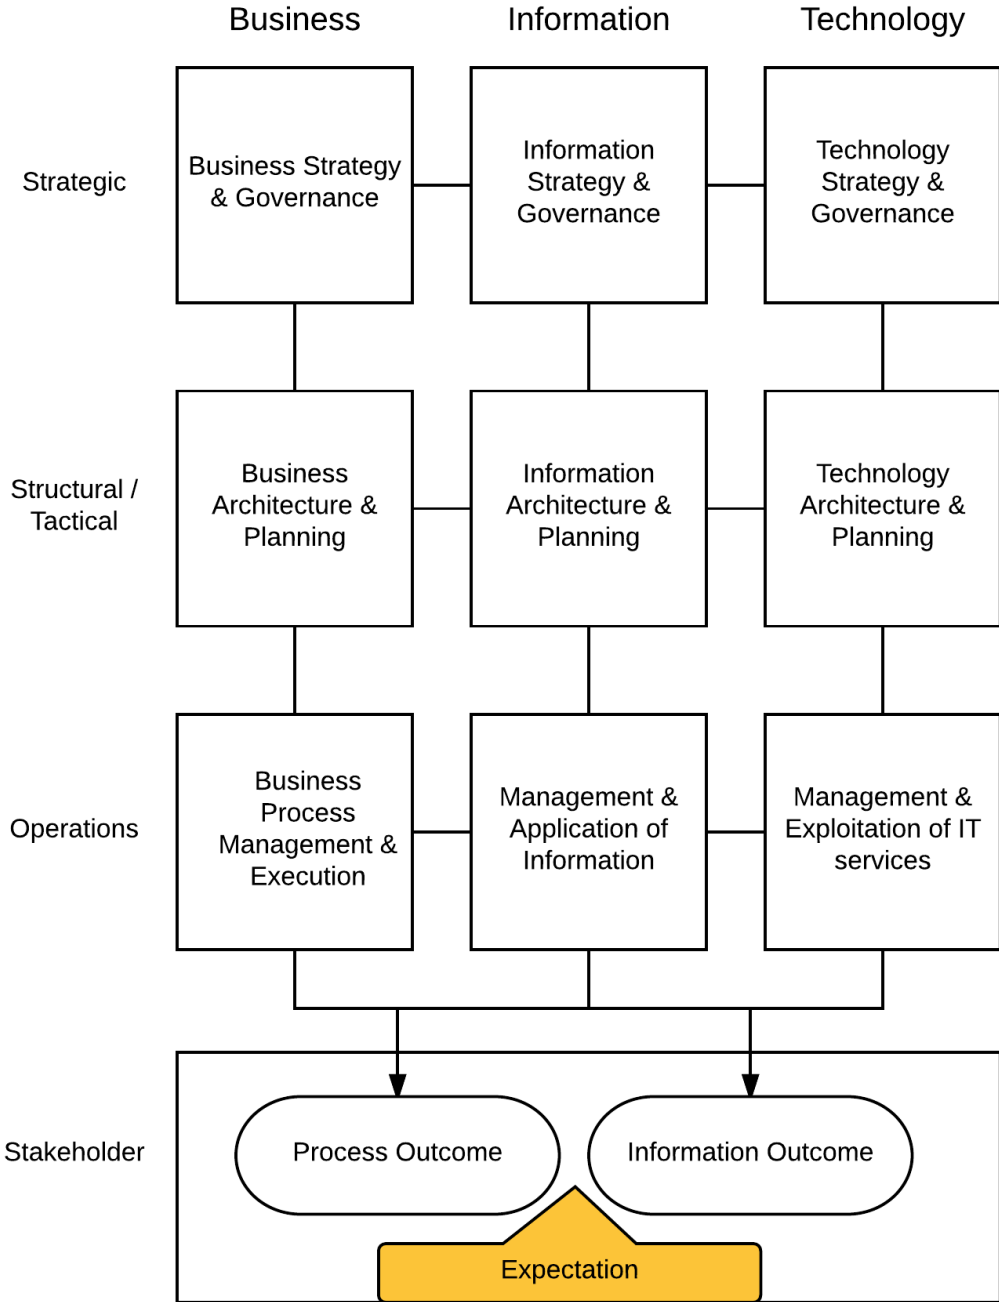 Business
Information
Technology
Strategic
Business Strategy
& Governance
Information
Strategy &
Governance
Technology
Strategy &
Governance
Structural /
Tactical
Business
Architecture &
Planning
Information
Architecture &
Planning
Technology
Architecture &
Planning
Operations
Business
Process
Management &
Execution
Management &
Application of
Information
Management &
Exploitation of IT
services
Stakeholder
Process Outcome
Information Outcome
Expectation